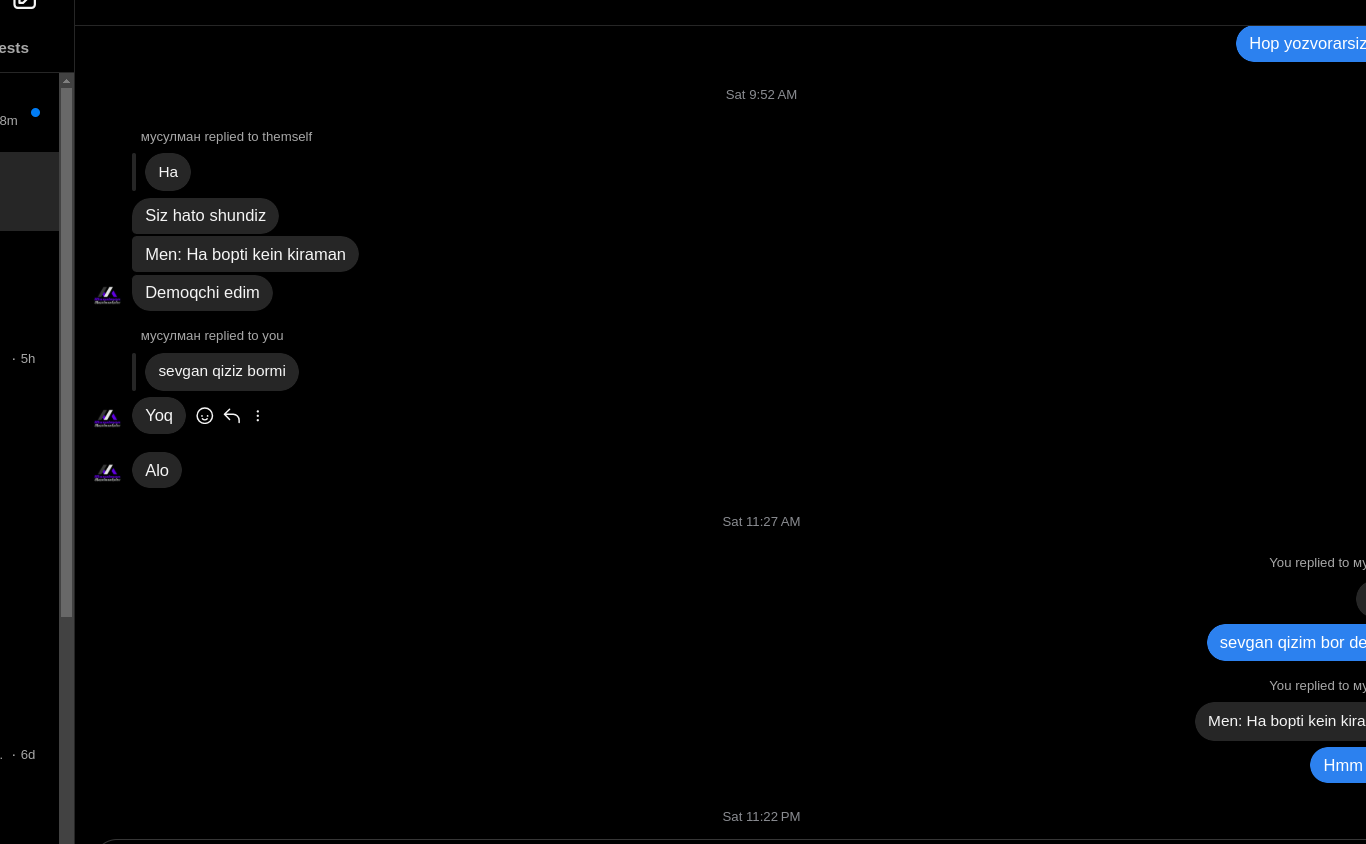 ests
Hop yozvorarsiz
Sat 9:52 AM
8m
мусулман replied to themself
Ha
Siz hato shundiz
Men: Ha bopti kein kiraman
Demoqchi edim
мусулман replied to you
· 5h
sevgan qiziz bormi
Yoq
Alo
Sat 11:27 AM
You replied to му
sevgan qizim bor de
You replied to му
Men: Ha bopti kein kira
. · 6d
Hmm
Sat 11:22 PM